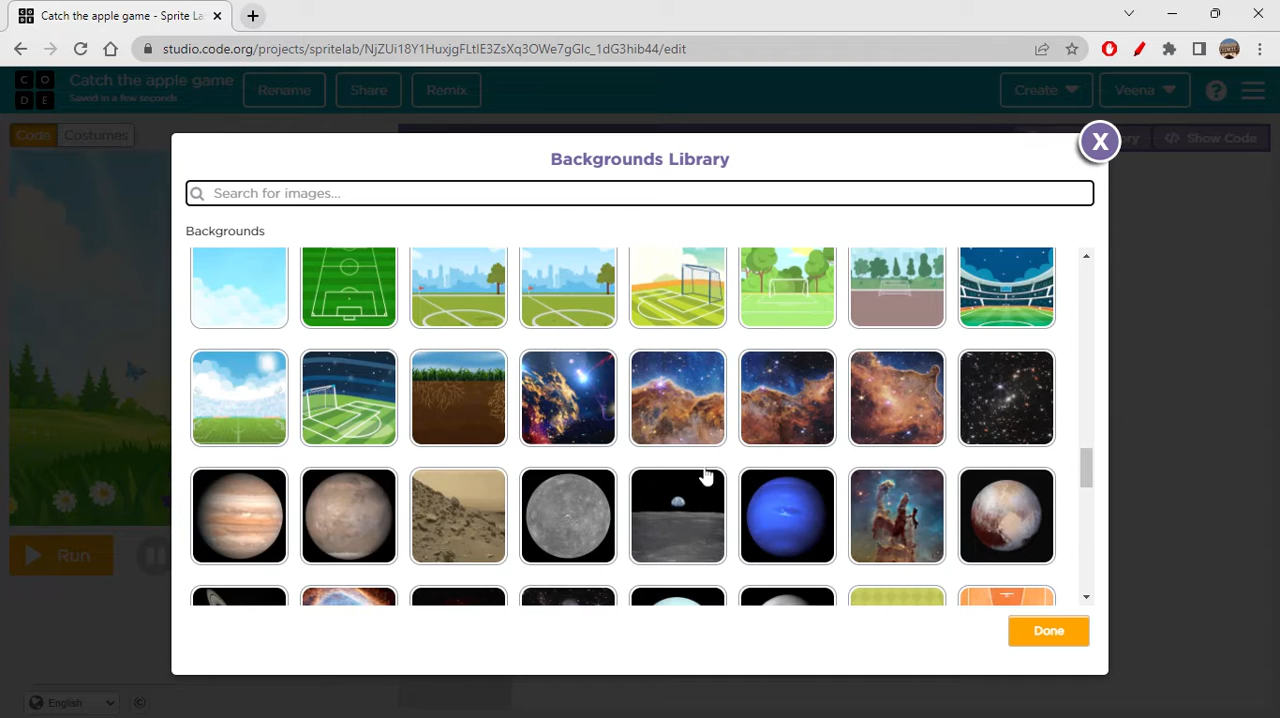 Catch the apple game - Sprite La
studio.code.org/projects/spritelab/NjZUi18Y1HuxjgFLtIE3ZsXq3OWe7gGlc_1dG3hib44/edit
C O
D E
Catch the apple game
Saved in a few seconds
Rename
Share
Remix
Create
Veena
Code
Costumes
Show Code
X
Backgrounds Library
Search for images...
Backgrounds
Run
Done
English
©